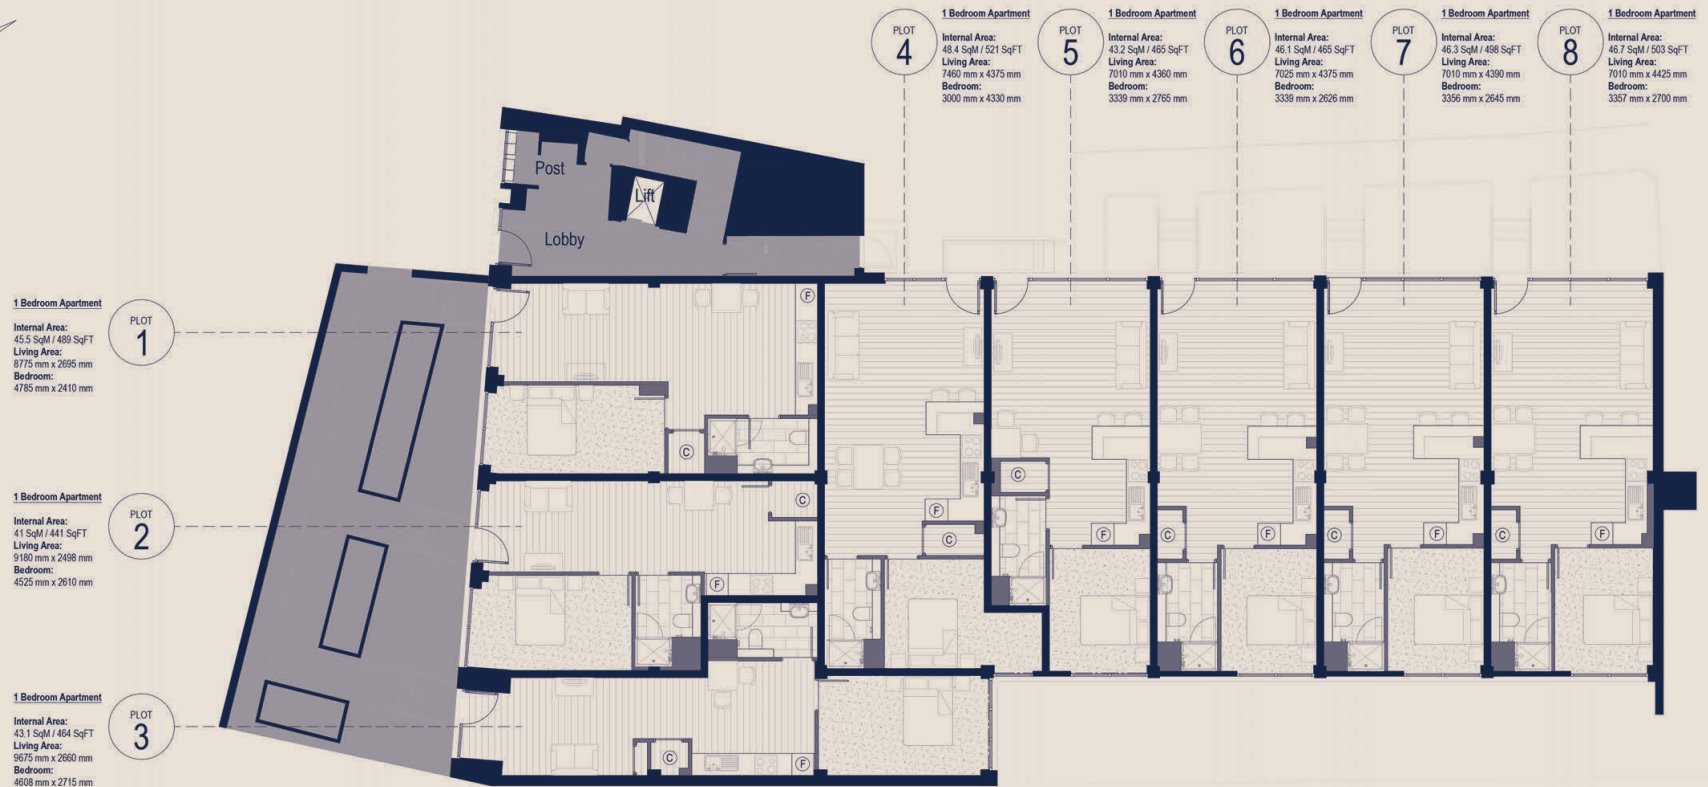 PLOT
4
1 Bedroom Apartment
Internal Area:
48.4 SqM / 521 SqFT
Living Area:
7460 mm x 4375 mm
Bedroom:
3000 mm x 4330 mm
PLOT
5
1 Bedroom Apartment
Internal Area:
43.2 SqM / 465 SqFT
Living Area:
7010 mm x 4360 mm
Bedroom:
3339 mm x 2765 mm
PLOT
6
1 Bedroom Apartment
Internal Area:
46.1 SqM / 465 SqFT
Living Area:
7025 mm x 4375 mm
Bedroom:
3339 mm x 2626 mm
PLOT
7
1 Bedroom Apartment
Internal Area:
46.3 SqM / 498 SqFT
Living Area:
7010 mm x 4390 mm
Bedroom:
3356 mm x 2645 mm
PLOT
8
1 Bedroom Apartment
Internal Area:
46.7 SqM / 503 SqFT
Living Area:
7010 mm x 4425 mm
Bedroom:
3357 mm x 2700 mm
Post
Lift
Lobby
1 Bedroom Apartment
Internal Area:
45.5 SqM / 489 SqFT
Living Area:
8775 mm x 2695 mm
Bedroom:
4785 mm x 2410 mm
PLOT
1
F
C
1 Bedroom Apartment
Internal Area:
41 SqM / 441 SqFT
Living Area:
9180 mm x 2498 mm
Bedroom:
4525 mm x 2610 mm
PLOT
2
C
F
1 Bedroom Apartment
Internal Area:
43.1 SqM / 464 SqFT
Living Area:
9675 mm x 2660 mm
Bedroom:
4608 mm x 2715 mm
PLOT
3
C
F
F
C
C
F
C
F
C
F
C
F